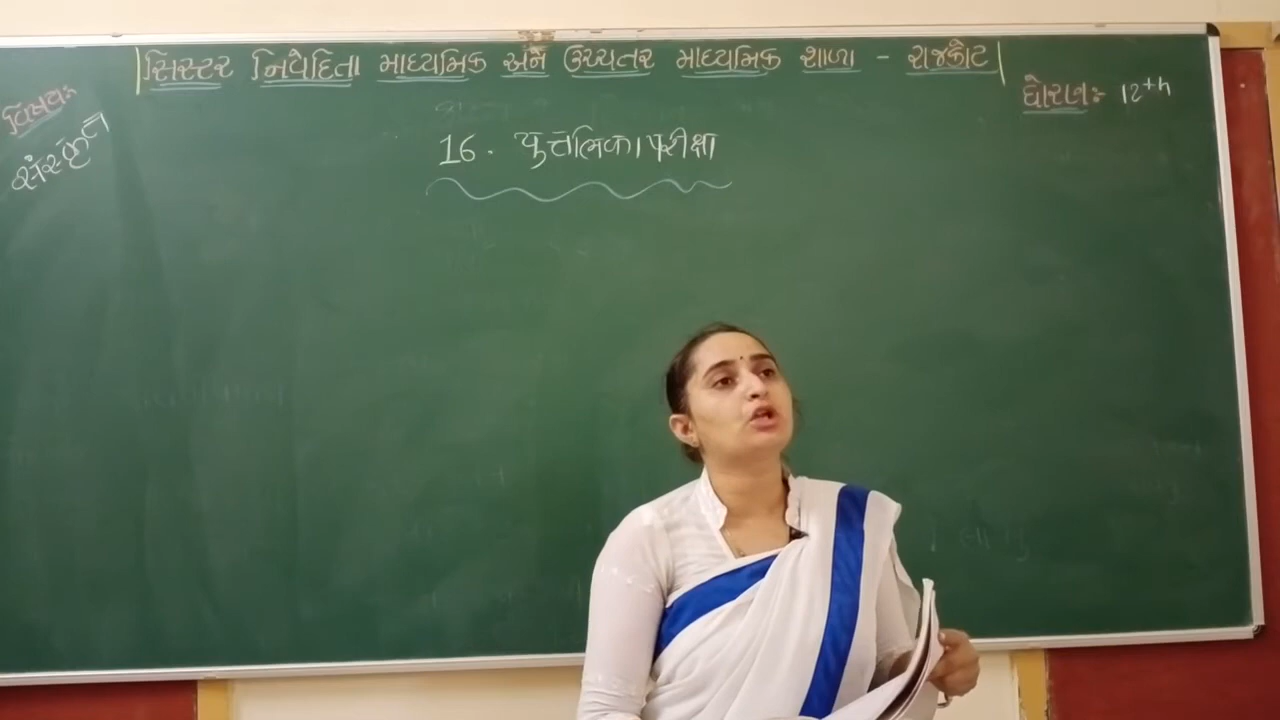 સિસ્ટર નિવેદિતા માધ્યમિક અને ઉચ્ચતર માધ્યમિક શાળા - રાજકોટ
વિષય:-
સંસ્કૃત
ધોરણ:- 12th
16. પુત્તલિકાપરીક્ષા